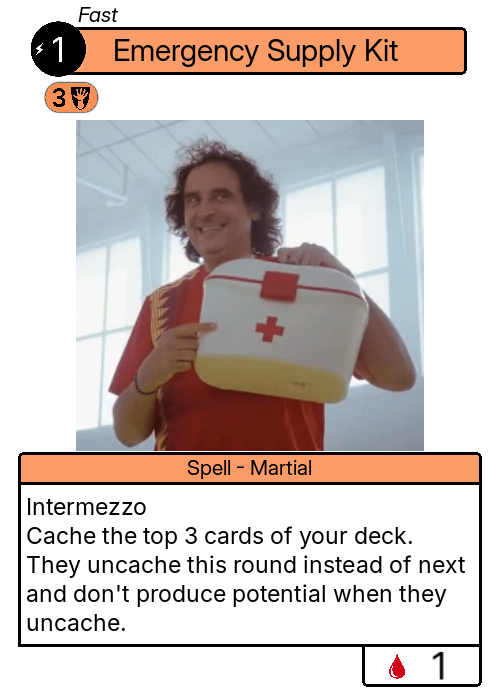 Fast
1
Emergency Supply Kit
3
Spell - Martial
Intermezzo
Cache the top 3 cards of your deck.
They uncache this round instead of next
and don't produce potential when they
uncache.
1